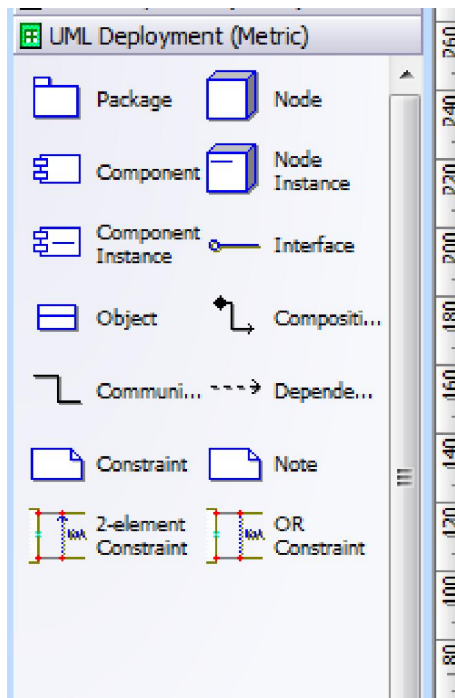 UML Deployment (Metric)
Package
Node
Component
Node
Instance
Component
Instance
Interface
Object
Compositi...
Communi...
Depende...
Constraint
Note
2-element
Constraint
OR
Constraint
260
240
220
200
180
160
140
120
100
80